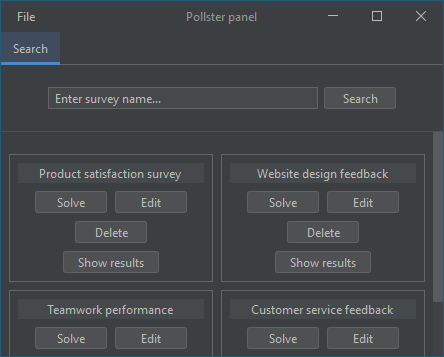 File Pollster panel
Search
Enter survey name... Search
Product satisfaction survey Website design feedback
Solve Edit Solve Edit
Delete Delete
Show results Show results
Teamwork performance Customer service feedback
Solve Edit Solve Edit